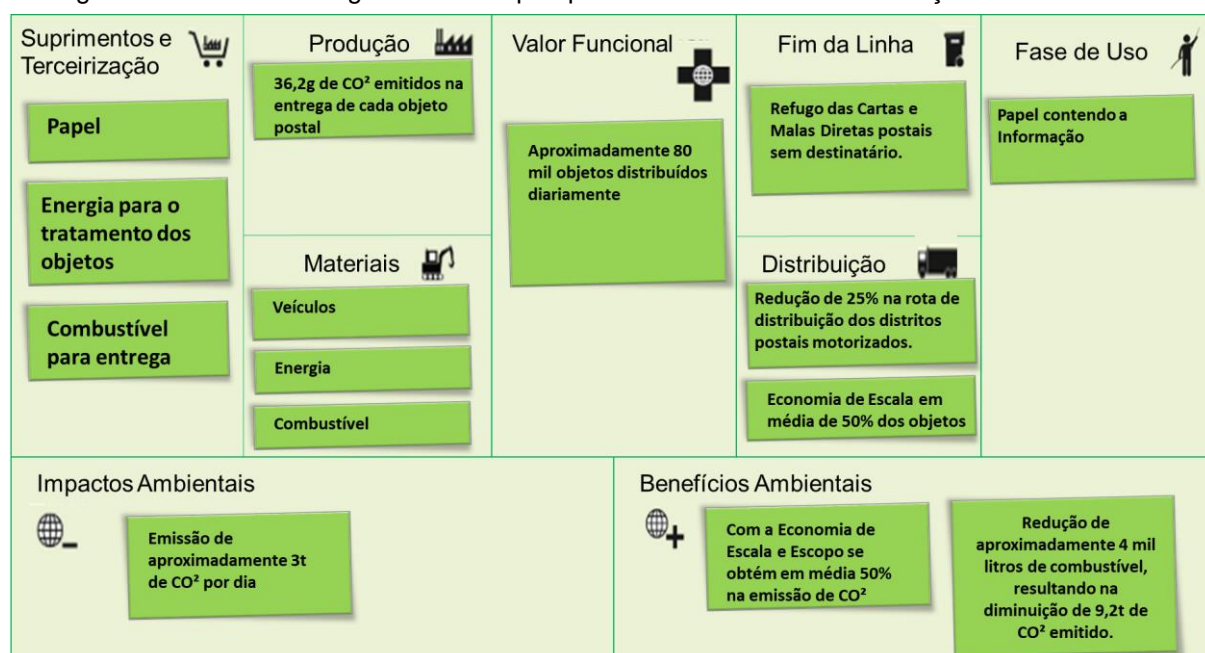 Suprimentos e
Terceirização
Papel
Energia para o
tratamento dos
objetos
Combustível
para entrega
Produção
36,2g de CO² emitidos na
entrega de cada objeto
postal
Materiais
Veículos
Energia
Combustível
Valor Funcional
Aproximadamente 80
mil objetos distribuídos
diariamente
Fim da Linha
Refugo das Cartas e
Malas Diretas postais
sem destinatário.
Distribuição
Redução de 25% na rota de
distribuição dos distritos
postais motorizados.
Economia de Escala em
média de 50% dos objetos
Fase de Uso
Papel contendo a
Informação
Impactos Ambientais
Emissão de
aproximadamente 3t
de CO² por dia
Benefícios Ambientais
Com a Economia de
Escala e Escopo se
obtém em média 50%
na emissão de CO²
Redução de
aproximadamente 4 mil
litros de combustível,
resultando na
diminuição de 9,2t de
CO² emitido.